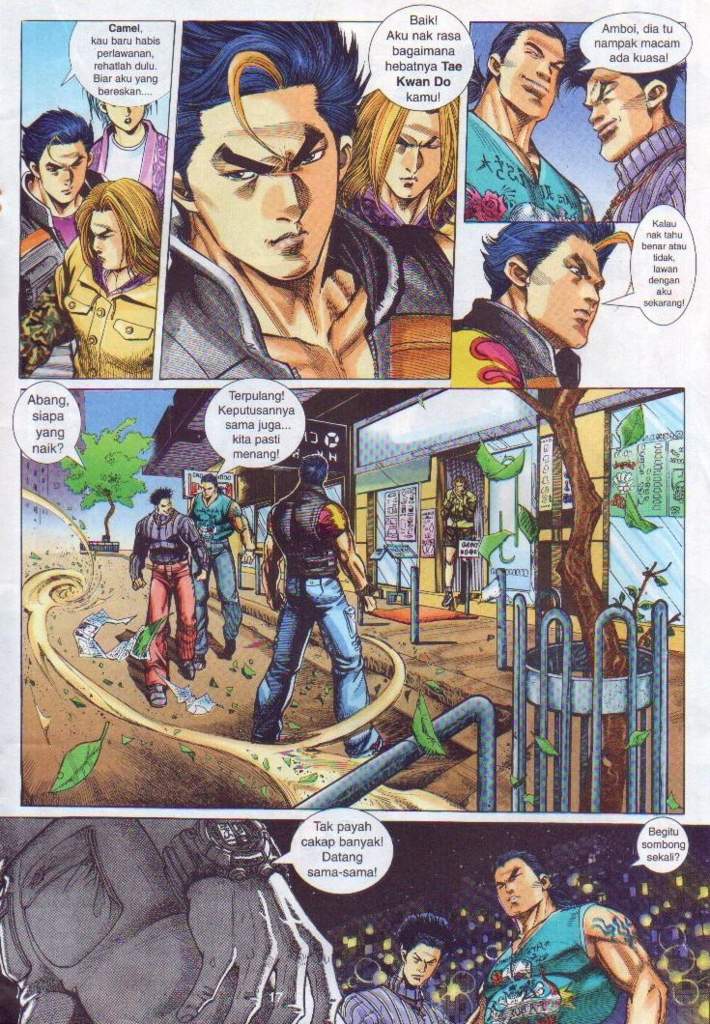 Camel,
kau baru habis
perlawanan,
rehatlah dulu.
Biar aku yang
bereskan....
Baik!
Aku nak rasa
bagaimana
hebatnya Tae
Kwan Do
kamu!
Amboi, dia tu
nampak macam
ada kuasa!
Kalau
nak tahu
benar atau
tidak,
lawan
dengan
aku
sekarang!
Abang,
siapa
yang
naik?
Terpulang!
Keputusannya
sama juga...
kita pasti
menang!
Tak payah
cakap banyak!
Datang
sama-sama!
Begitu
sombong
sekali?
17